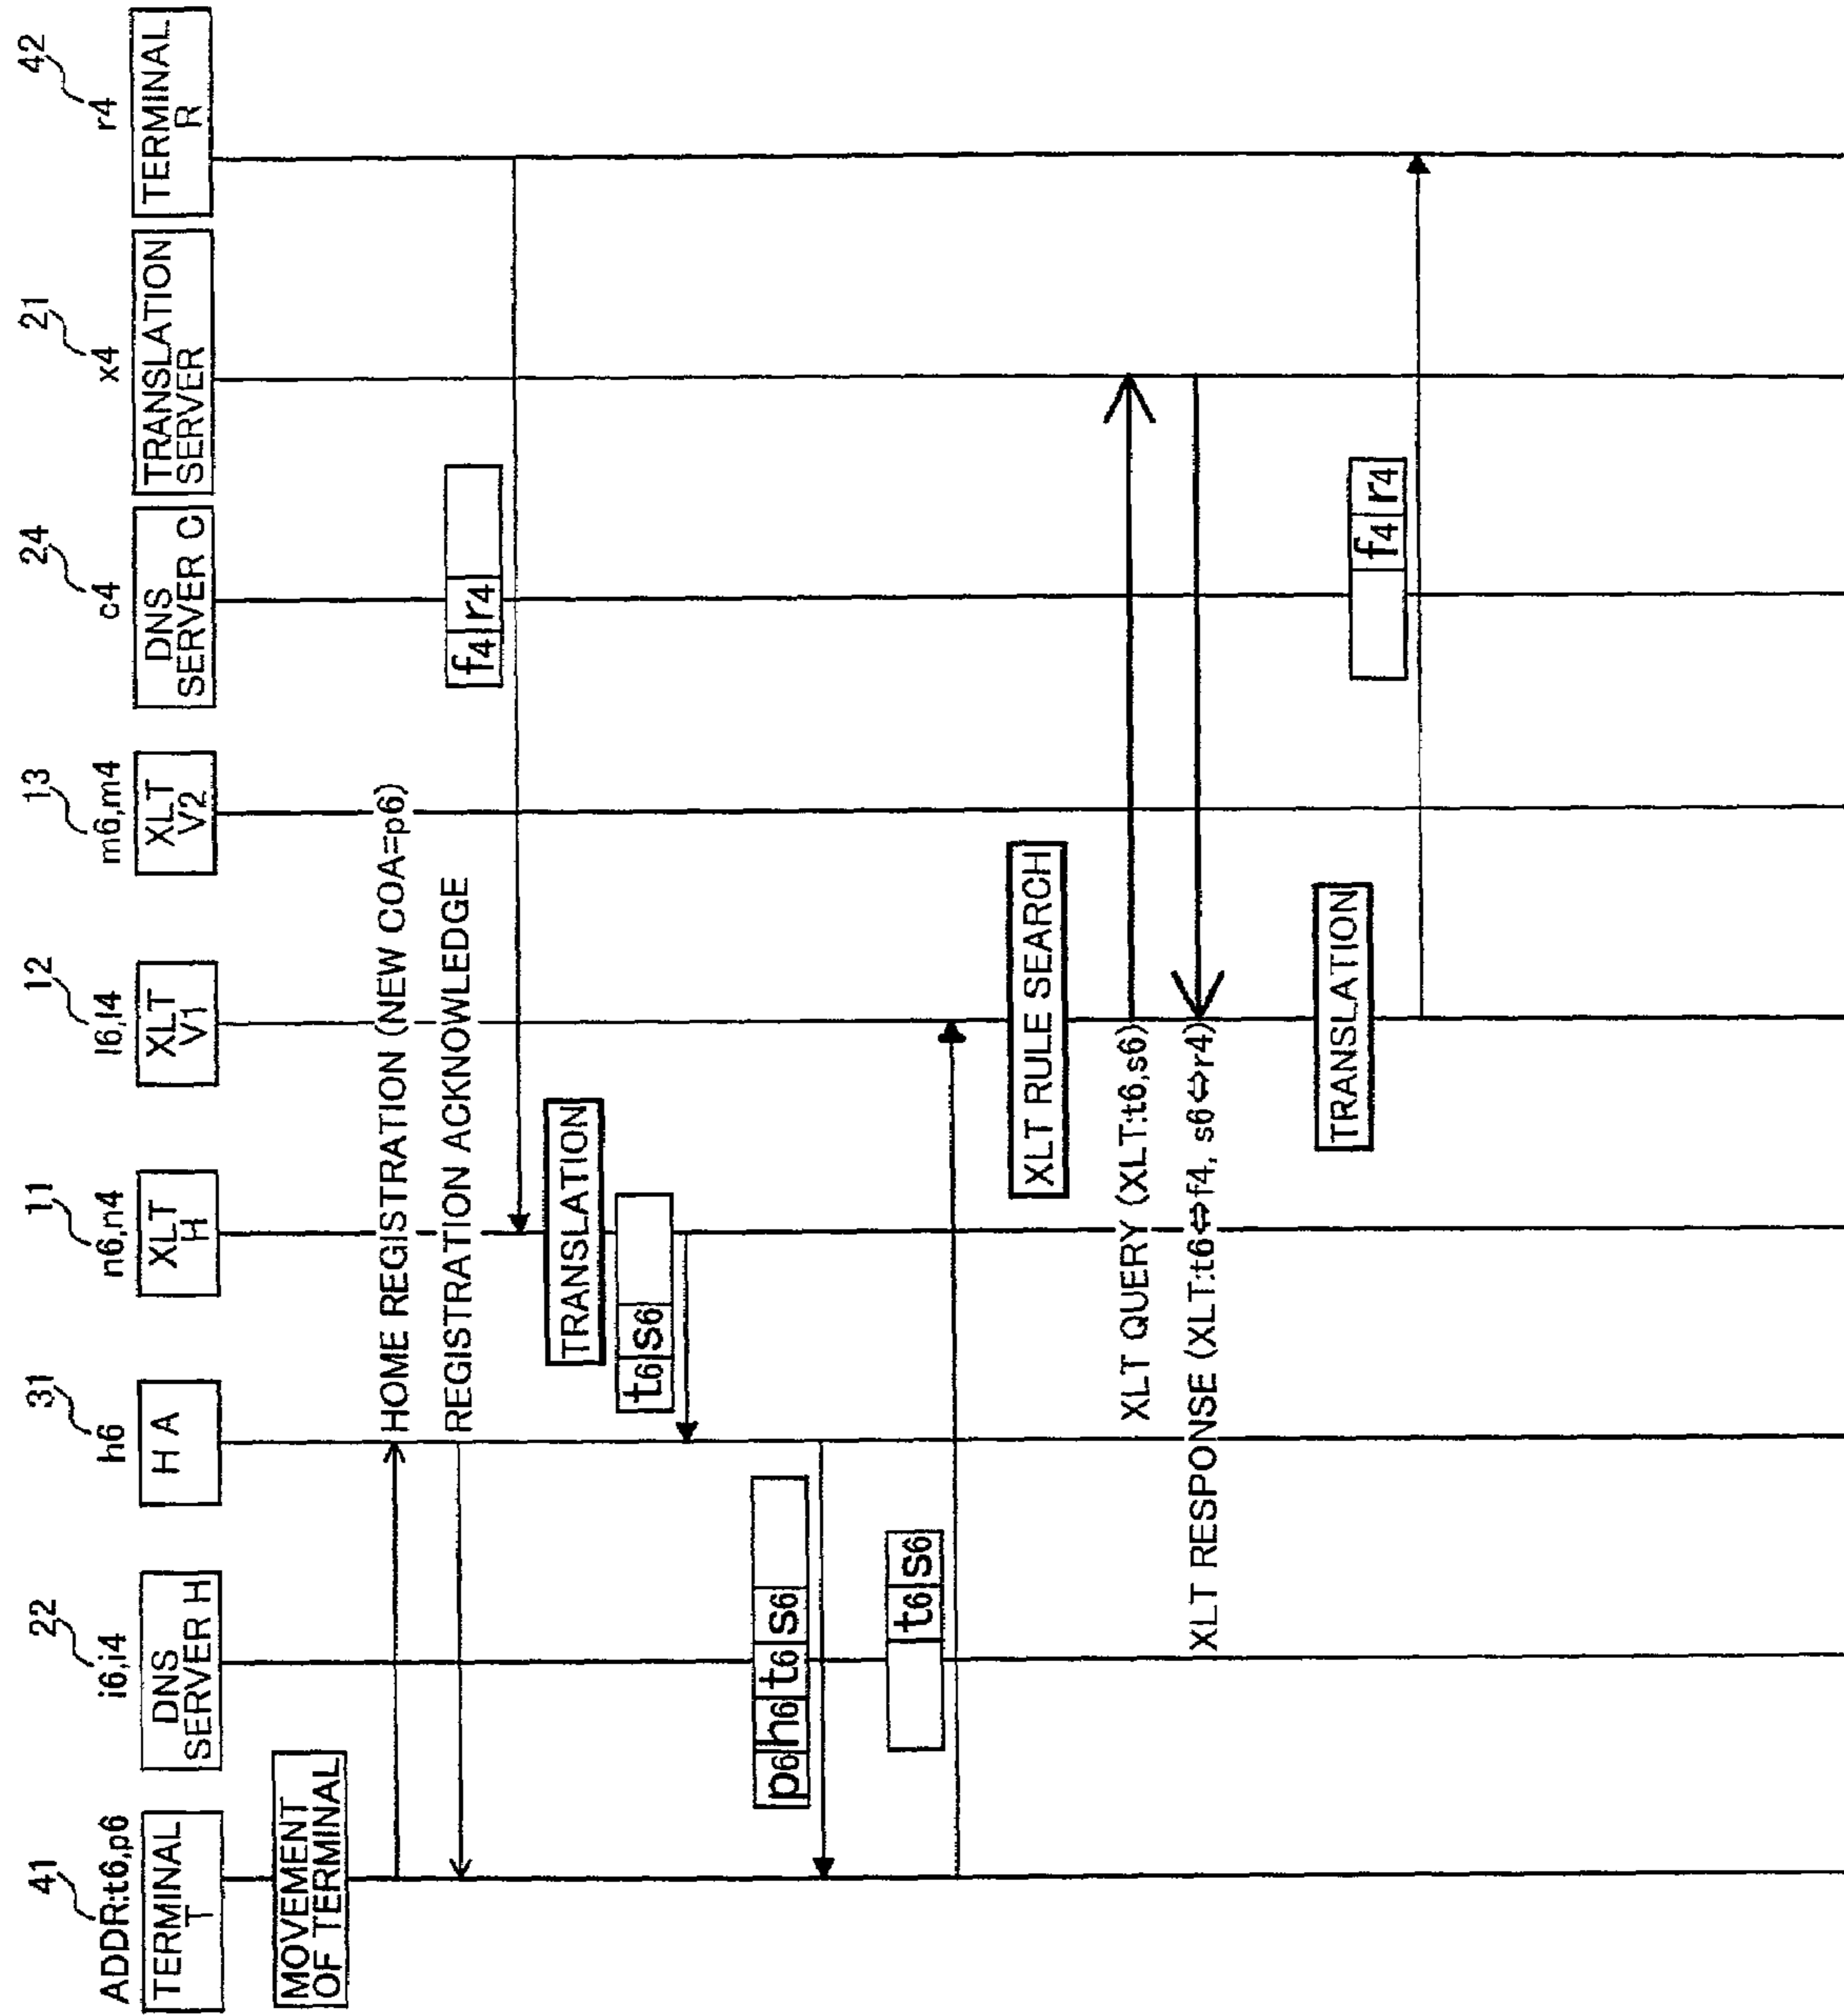 41
ADDR:t6,p6
TERMINAL
T
22
i6,i4
DNS
SERVER H
31
h6
H A
11
n6,n4
XLT
H
12
l6,l4
XLT
V1
13
m6,m4
XLT
V2
24
c4
DNS
SERVER C
21
x4
TRANSLATION
SERVER
42
r4
TERMINAL
R
MOVEMENT
OF TERMINAL
HOME REGISTRATION (NEW COA=p6)
REGISTRATION ACKNOWLEDGE
f4 r4
TRANSLATION
t6 s6
p6 h6 t6 s6
t6 s6
XLT RULE SEARCH
XLT QUERY (XLT:t6,s6)
XLT RESPONSE (XLT:t6⇔f4, s6⇔r4)
TRANSLATION
f4 r4